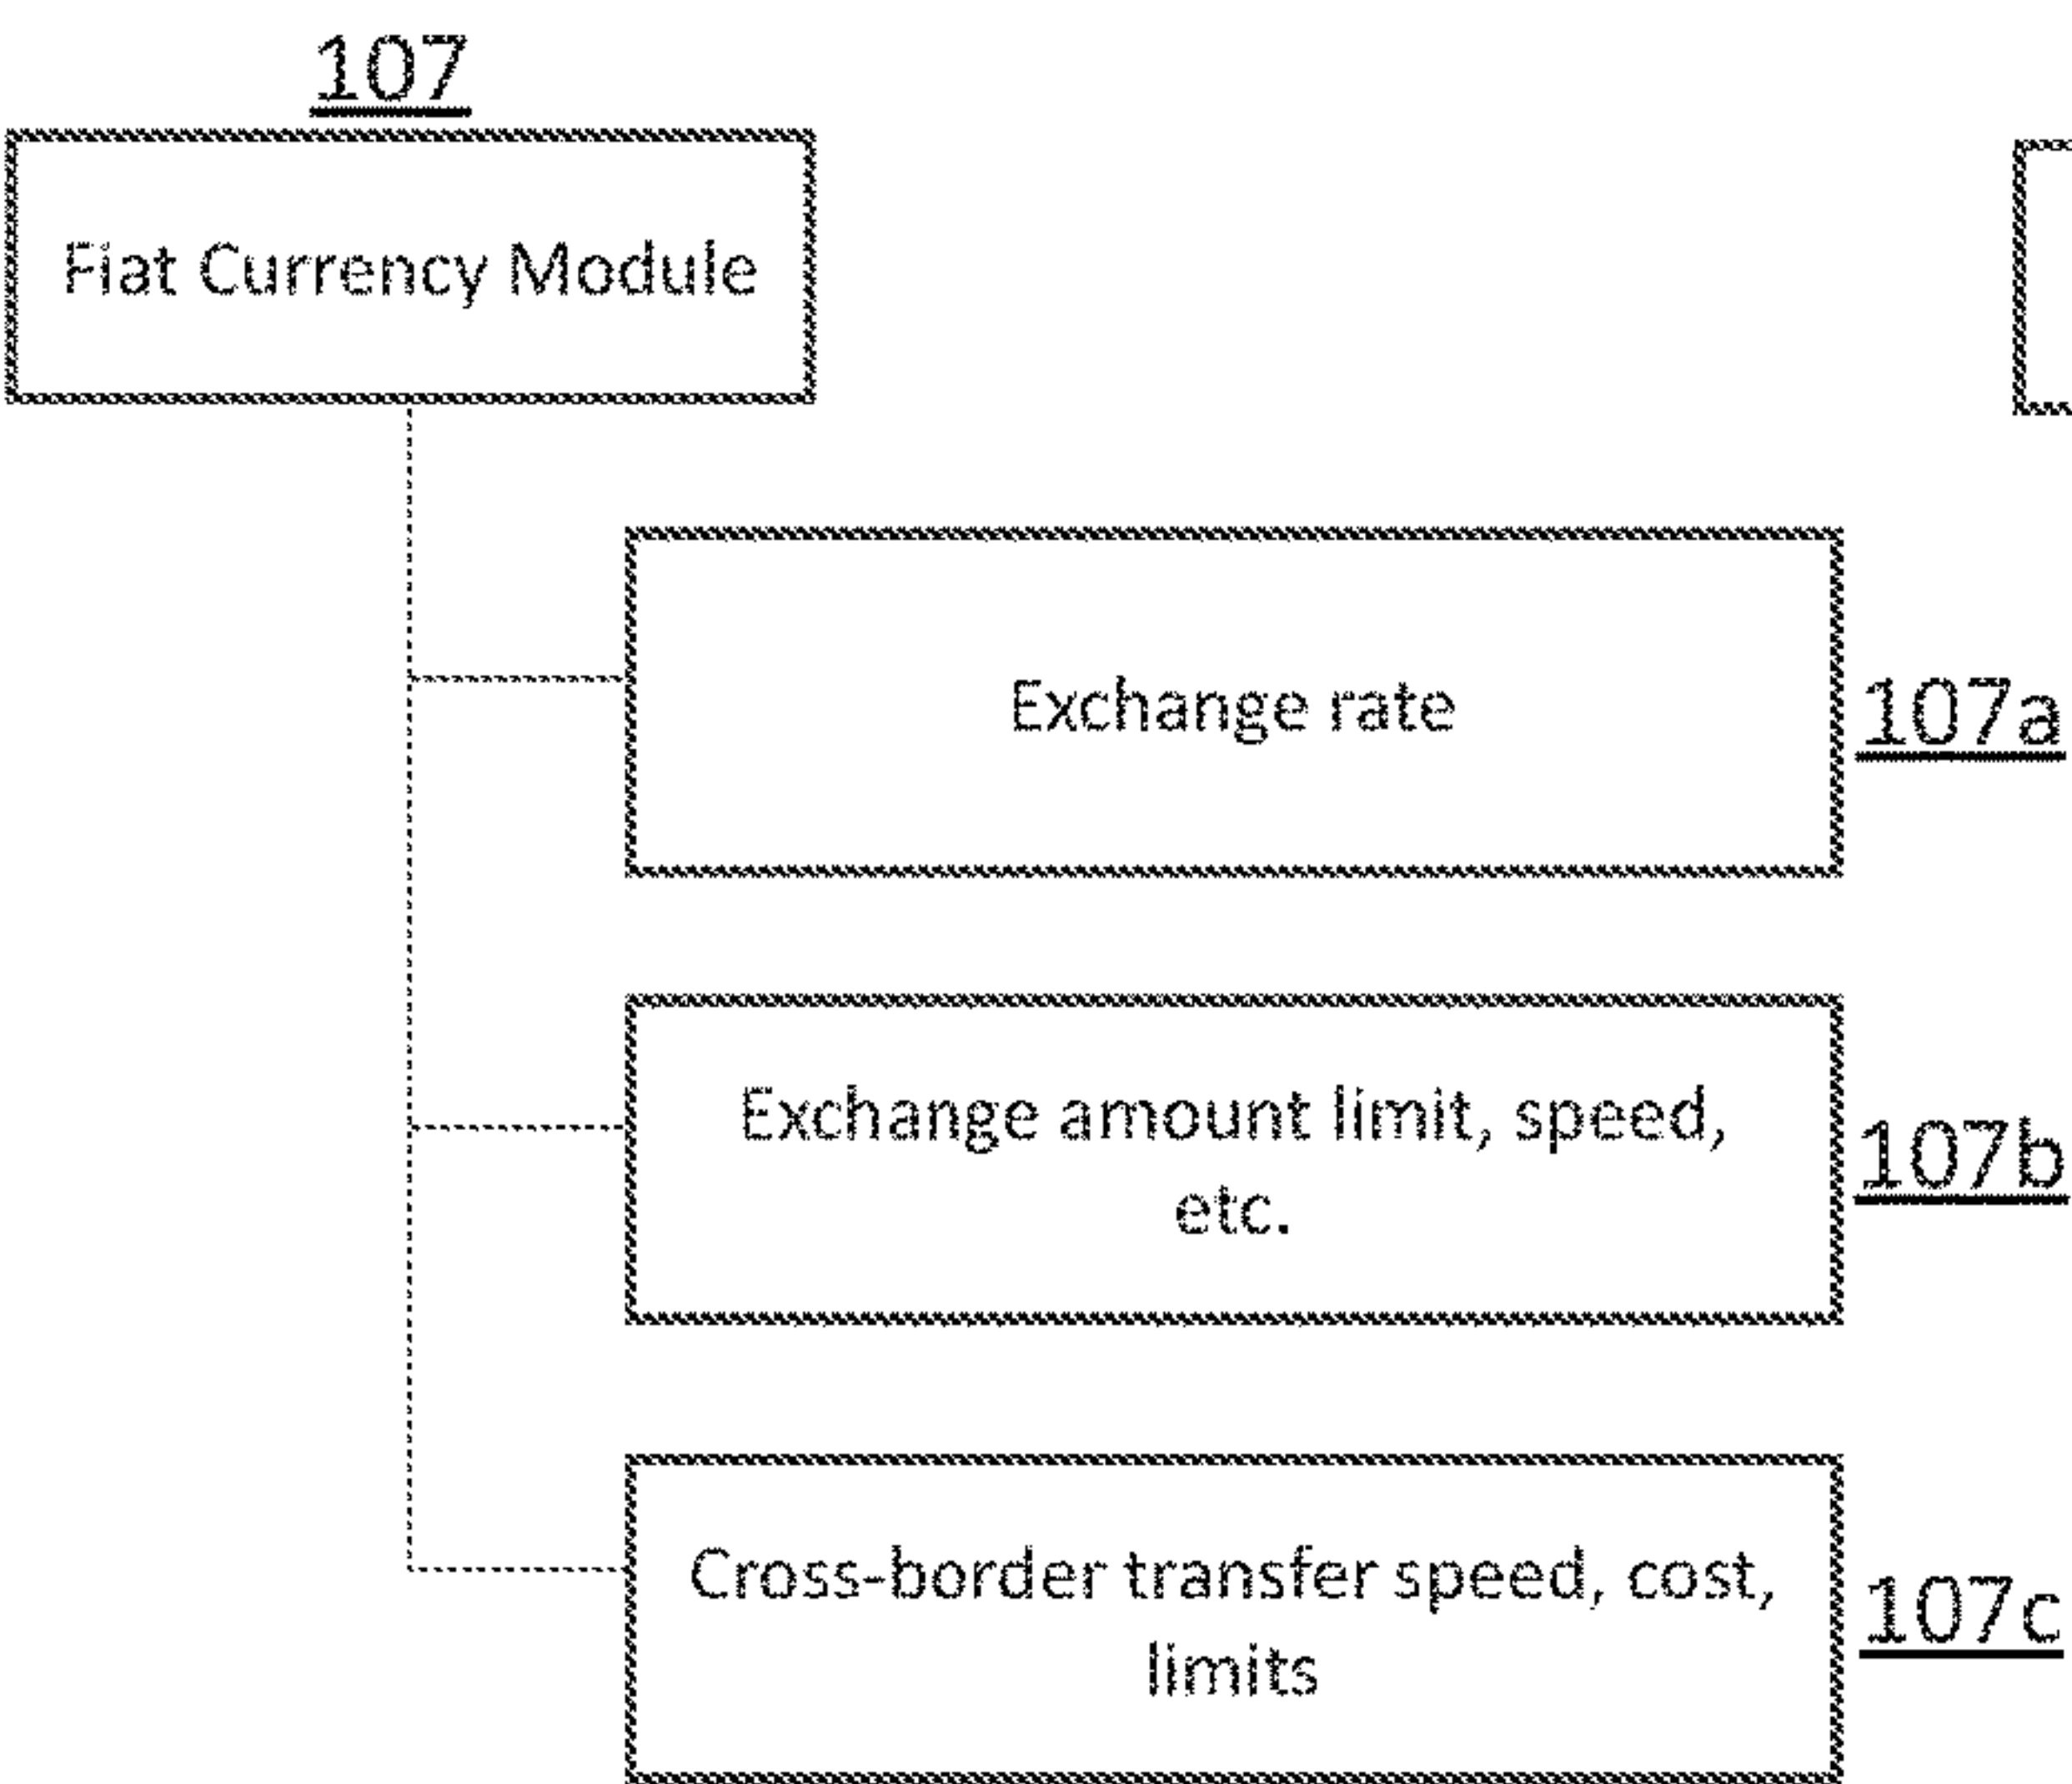 107
Fiat Currency Module
Exchange rate
107a
Exchange amount limit, speed,
etc.
107b
Cross-border transfer speed, cost,
limits
107c